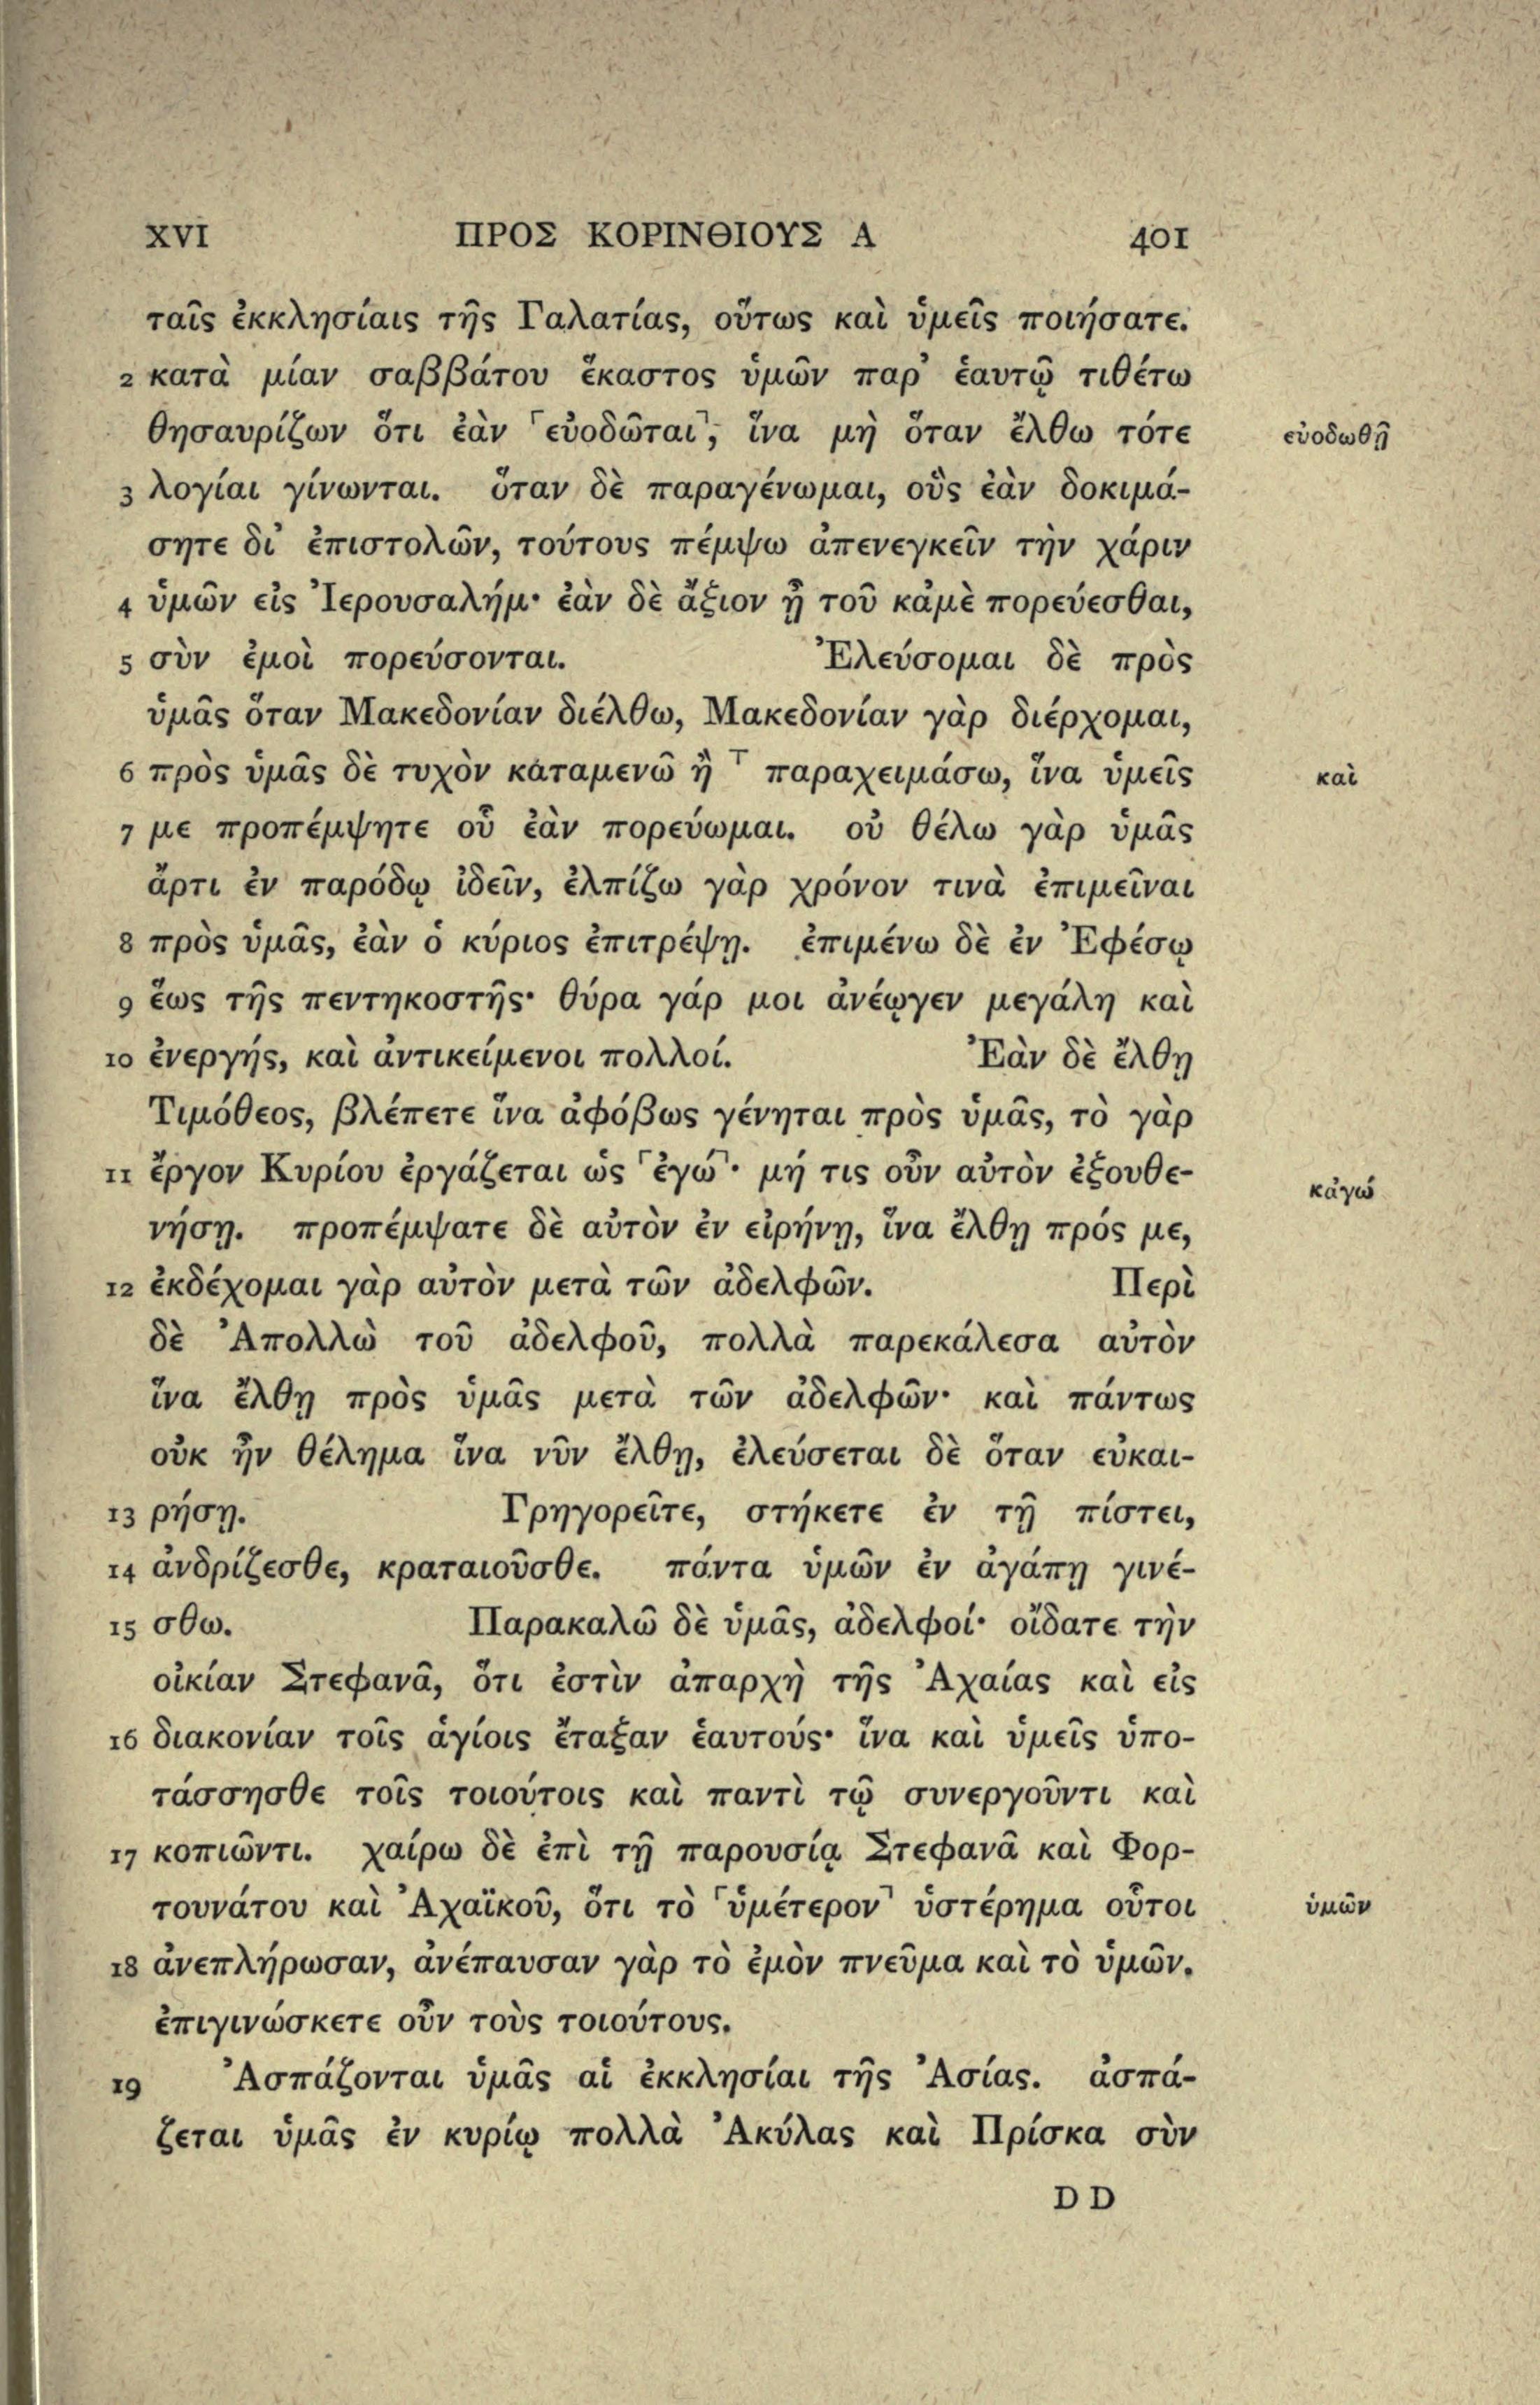 XVI ΠΡΟΣ ΚΟΡΙΝΘΙΟΥΣ Α 401
ταῖς ἐκκλησίαις τῆς Γαλατίας, οὕτως καὶ ὑμεῖς ποιήσατε.
2 κατὰ μίαν σαββάτου ἕκαστος ὑμῶν παρ᾽ ἑαυτῷ τιθέτω
θησαυρίζων ὅτι ἐὰν ⌜εὐοδῶται⌝, ἵνα μὴ ὅταν ἔλθω τότε εὐοδωθῇ
3 λογίαι γίνωνται. ὅταν δὲ παραγένωμαι, οὓς ἐὰν δοκιμά-
σητε δι᾽ ἐπιστολῶν, τούτους πέμψω ἀπενεγκεῖν τὴν χάριν
4 ὑμῶν εἰς Ἰερουσαλήμ· ἐὰν δὲ ἄξιον ᾖ τοῦ κἀμὲ πορεύεσθαι,
5 σὺν ἐμοὶ πορεύσονται. Ἐλεύσομαι δὲ πρὸς
ὑμᾶς ὅταν Μακεδονίαν διέλθω, Μακεδονίαν γὰρ διέρχομαι,
6 πρὸς ὑμᾶς δὲ τυχὸν καταμενῶ ἢ ⊤ παραχειμάσω, ἵνα ὑμεῖς καὶ
7 με προπέμψητε οὗ ἐὰν πορεύωμαι. οὐ θέλω γὰρ ὑμᾶς
ἄρτι ἐν παρόδῳ ἰδεῖν, ἐλπίζω γὰρ χρόνον τινὰ ἐπιμεῖναι
8 πρὸς ὑμᾶς, ἐὰν ὁ κύριος ἐπιτρέψῃ. ἐπιμένω δὲ ἐν Ἐφέσῳ
9 ἕως τῆς πεντηκοστῆς· θύρα γάρ μοι ἀνέῳγεν μεγάλη καὶ
10 ἐνεργής, καὶ ἀντικείμενοι πολλοί. Ἐὰν δὲ ἔλθῃ
Τιμόθεος, βλέπετε ἵνα ἀφόβως γένηται πρὸς ὑμᾶς, τὸ γὰρ
11 ἔργον Κυρίου ἐργάζεται ὡς ⌜ἐγώ⌝· μή τις οὖν αὐτὸν ἐξουθε- κἀγώ
νήσῃ. προπέμψατε δὲ αὐτὸν ἐν εἰρήνῃ, ἵνα ἔλθῃ πρός με,
12 ἐκδέχομαι γὰρ αὐτὸν μετὰ τῶν ἀδελφῶν. Περὶ
δὲ Ἀπολλὼ τοῦ ἀδελφοῦ, πολλὰ παρεκάλεσα αὐτὸν
ἵνα ἔλθῃ πρὸς ὑμᾶς μετὰ τῶν ἀδελφῶν· καὶ πάντως
οὐκ ἦν θέλημα ἵνα νῦν ἔλθῃ, ἐλεύσεται δὲ ὅταν εὐκαι-
13 ρήσῃ. Γρηγορεῖτε, στήκετε ἐν τῇ πίστει,
14 ἀνδρίζεσθε, κραταιοῦσθε. πάντα ὑμῶν ἐν ἀγάπῃ γινέ-
15 σθω. Παρακαλῶ δὲ ὑμᾶς, ἀδελφοί· οἴδατε τὴν
οἰκίαν Στεφανᾶ, ὅτι ἐστὶν ἀπαρχὴ τῆς Ἀχαίας καὶ εἰς
16 διακονίαν τοῖς ἁγίοις ἔταξαν ἑαυτούς· ἵνα καὶ ὑμεῖς ὑπο-
τάσσησθε τοῖς τοιούτοις καὶ παντὶ τῷ συνεργοῦντι καὶ
17 κοπιῶντι. χαίρω δὲ ἐπὶ τῇ παρουσίᾳ Στεφανᾶ καὶ Φορ-
τουνάτου καὶ Ἀχαϊκοῦ, ὅτι τὸ ⌜ὑμέτερον⌝ ὑστέρημα οὗτοι ὑμῶν
18 ἀνεπλήρωσαν, ἀνέπαυσαν γὰρ τὸ ἐμὸν πνεῦμα καὶ τὸ ὑμῶν.
ἐπιγινώσκετε οὖν τοὺς τοιούτους.
19 Ἀσπάζονται ὑμᾶς αἱ ἐκκλησίαι τῆς Ἀσίας. ἀσπά-
ζεται ὑμᾶς ἐν κυρίῳ πολλὰ Ἀκύλας καὶ Πρίσκα σὺν
D D